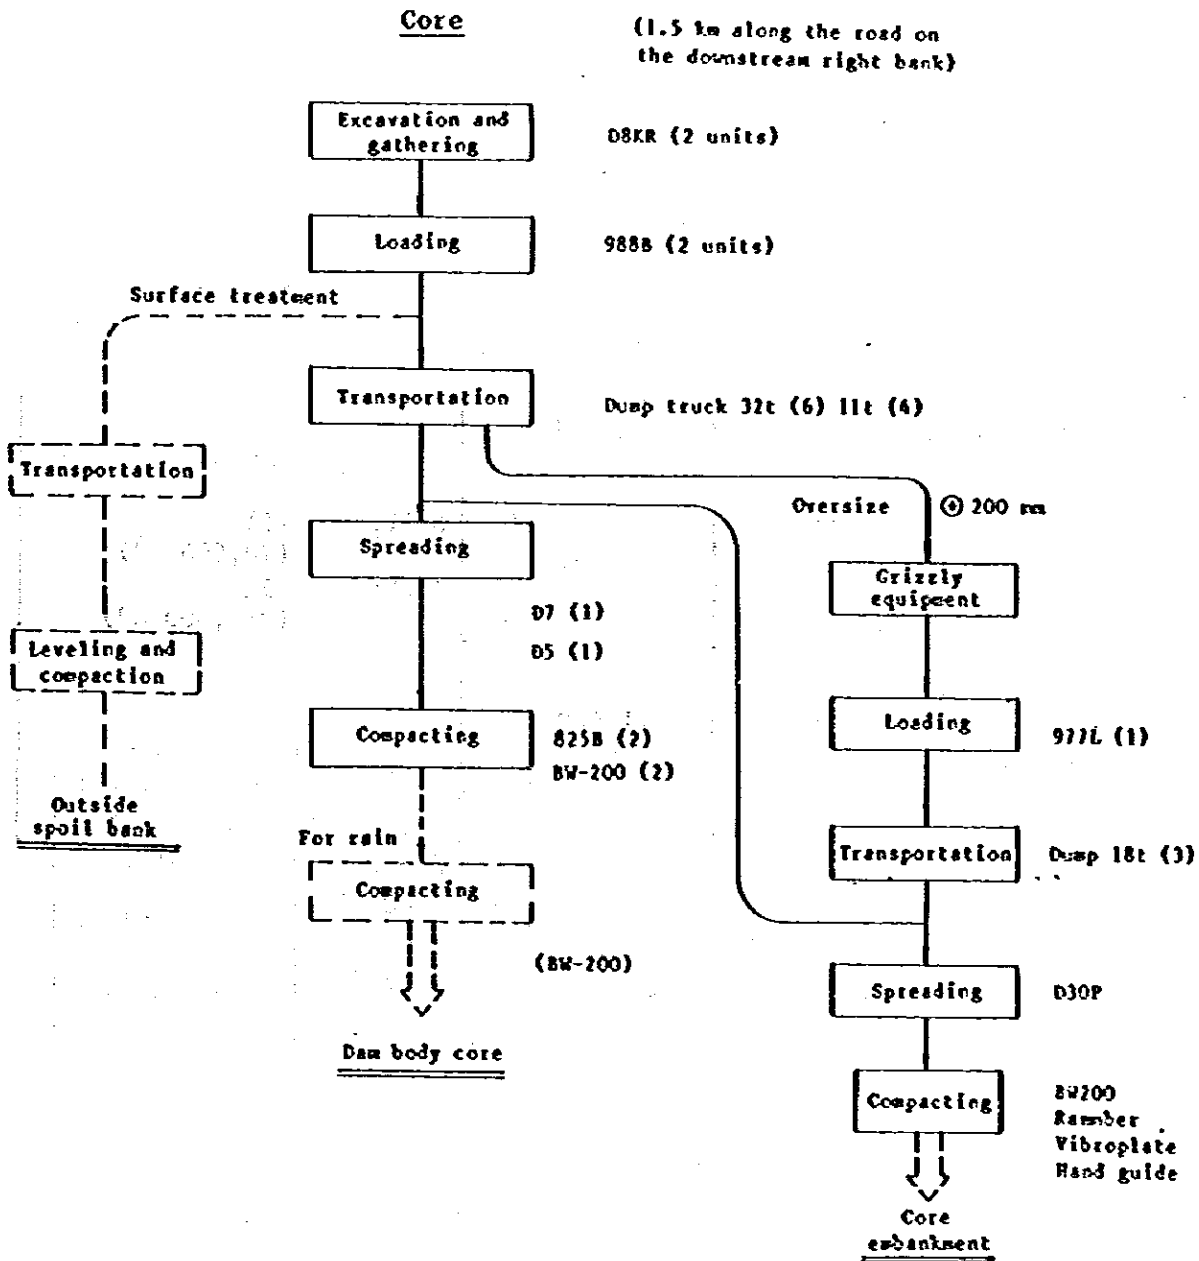 Core
(1.5 km along the road on
the downstream right bank)
Excavation and
gathering
D8KR (2 units)
Loading
988B (2 units)
Surface treatment
Transportation
Dump truck 32t (6) 11t (4)
Transportation
Oversize
⊕ 200 mm
Spreading
Grizzly
equipment
D7 (1)
D5 (1)
Leveling and
compaction
Compacting
825B (2)
BW-200 (2)
Loading
977L (1)
Outside
spoil bank
For rain
Compacting
Transportation
Dump 18t (3)
(BW-200)
Spreading
D30P
Dam body core
Compacting
BW200
Rammber
Vibroplate
Hand guide
Core
embankment